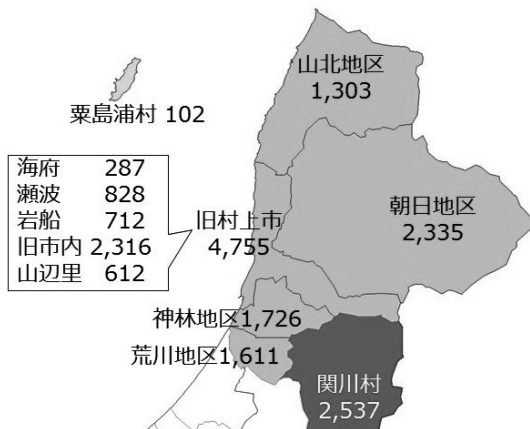 山北地区
1,303
粟島浦村 102
海府 287
瀬波 828
岩船 712
旧市内 2,316
山辺里 612
旧村上市
4,755
朝日地区
2,335
神林地区1,726
荒川地区1,611
関川村
2,537